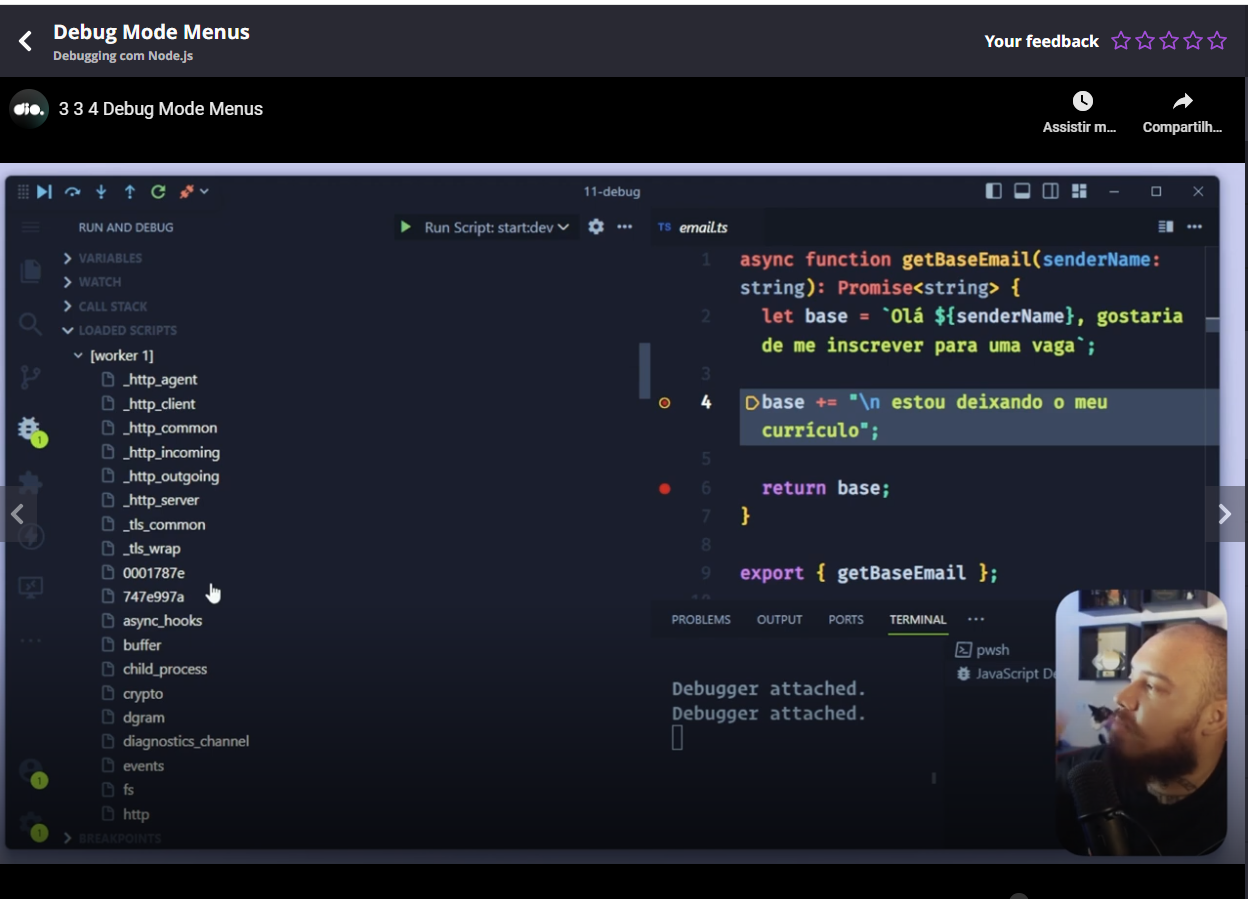 Debug Mode Menus
Debugging com Node.js
Your feedback
dio.
3 3 4 Debug Mode Menus
Assistir m...
Compartilh...
11-debug
RUN AND DEBUG
Run Script: start:dev
VARIABLES
WATCH
CALL STACK
LOADED SCRIPTS
[worker 1]
_http_agent
_http_client
_http_common
_http_incoming
_http_outgoing
_http_server
_tls_common
_tls_wrap
0001787e
747e997a
async_hooks
buffer
child_process
crypto
dgram
diagnostics_channel
events
fs
http
BREAKPOINTS
1
1
1
TS email.ts
1 async function getBaseEmail(senderName:
string): Promise<string> {
2 let base = `Olá ${senderName}, gostaria
de me inscrever para uma vaga`;
3
4 base += "\n estou deixando o meu
currículo";
5
6 return base;
7 }
8
9 export { getBaseEmail };
10
PROBLEMS OUTPUT PORTS TERMINAL
pwsh
JavaScript De
Debugger attached.
Debugger attached.